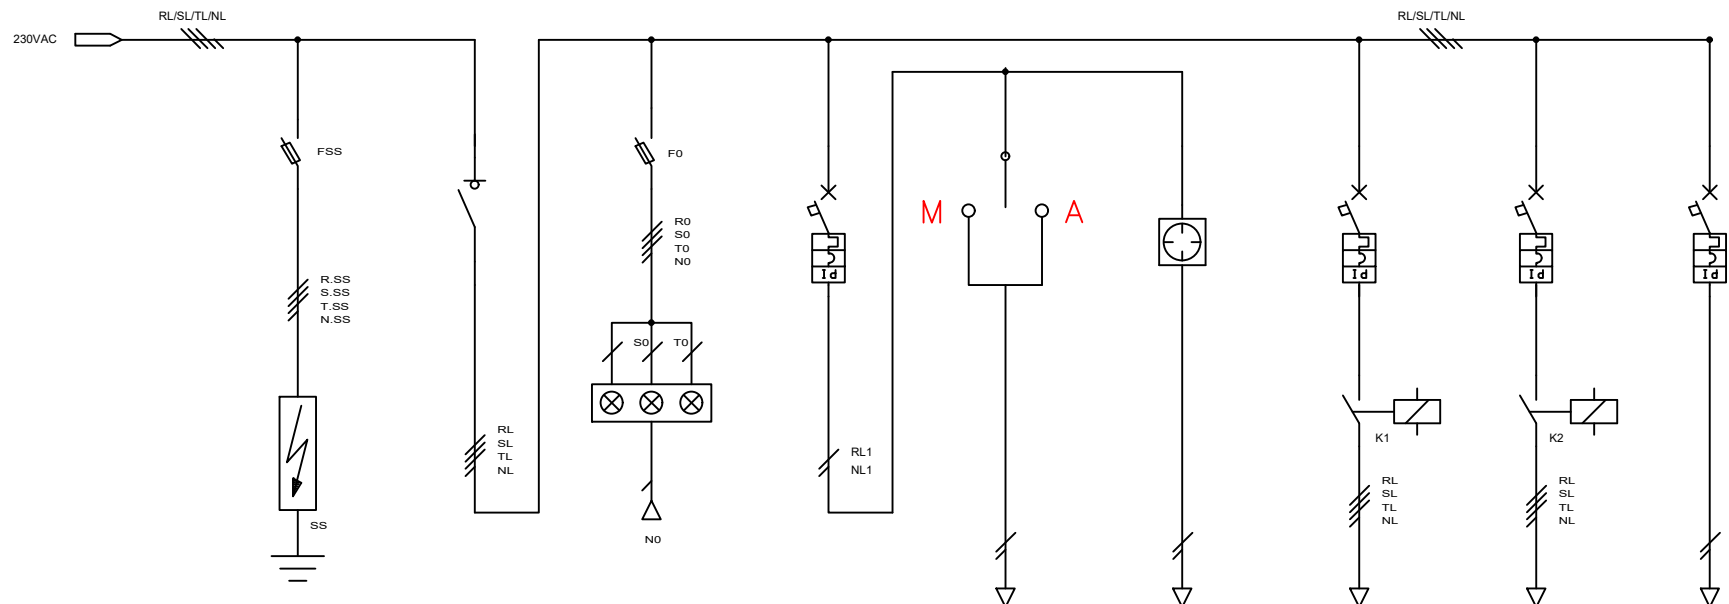 RL/SL/TL/NL
RL/SL/TL/NL
230VAC
FSS
F0
M
A
R0
S0
T0
N0
Id
Id
Id
Id
R.SS
S.SS
T.SS
N.SS
S0
T0
K1
K2
RL
SL
TL
NL
RL1
NL1
RL
SL
TL
NL
RL
SL
TL
NL
SS
N0